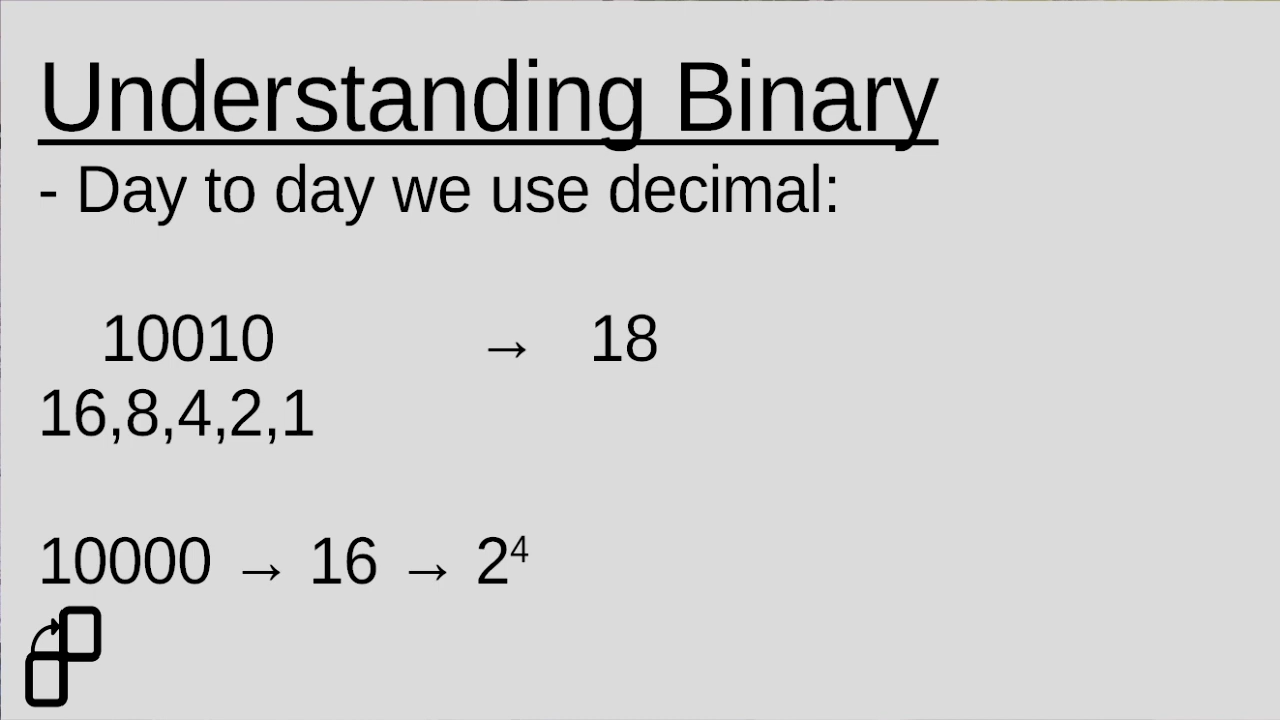 Understanding Binary
- Day to day we use decimal:
10010 → 18
16,8,4,2,1
10000 → 16 → 2⁴